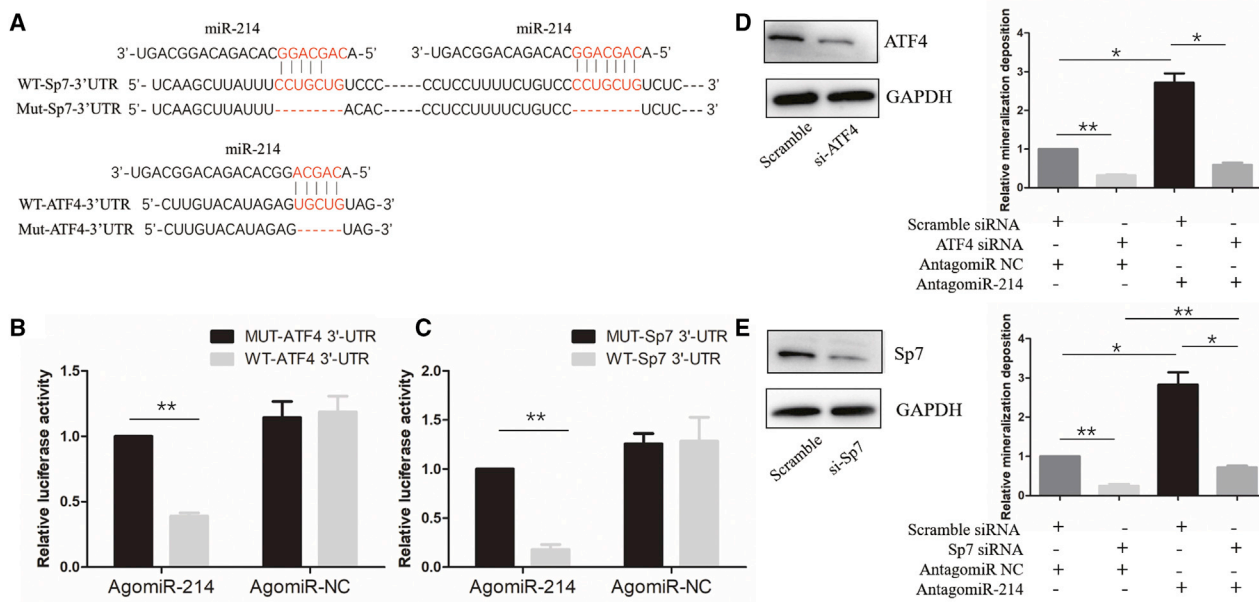 A
miR-214
miR-214
3'-UGACGGACAGACACGGACGACA-5'
3'-UGACGGACAGACACGGACGACA-5'
WT-Sp7-3'UTR 5'- UCAAGCUUAUUUCCUGCUGUCCC -----CCUCCUUUUCUGUCCCCUGCUGUCUC--- 3'
Mut-Sp7-3'UTR 5'- UCAAGCUUAUUU-------ACAC ----CCUCCUUUUCUGUCC-------UCUC--- 3'
miR-214
3'-UGACGGACAGACACGGACGACA-5'
WT-ATF4-3'UTR 5'-CUUGUACAUAGAGUGCUGUAG-3'
Mut-ATF4-3'UTR 5'-CUUGUACAUAGAG------UAG-3'
B
MUT-ATF4 3'-UTR
WT-ATF4 3'-UTR
Relative luciferase activity
1.5
1.0
0.5
0.0
**
AgomiR-214
AgomiR-NC
C
MUT-Sp7 3'-UTR
WT-Sp7 3'-UTR
Relative luciferase activity
2.0
1.5
1.0
0.5
0.0
**
AgomiR-214
AgomiR-NC
D
ATF4
GAPDH
Scramble
si-ATF4
Relative mineralization deposition
4
3
2
1
0
*
*
**
Scramble siRNA + - + -
ATF4 siRNA - + - +
AntagomiR NC + + - -
AntagomiR-214 - - + +
E
Sp7
GAPDH
Scramble
si-Sp7
Relative mineralization deposition
4
3
2
1
0
**
*
*
**
Scramble siRNA + - + -
Sp7 siRNA - + - +
AntagomiR NC + + - -
AntagomiR-214 - - + +